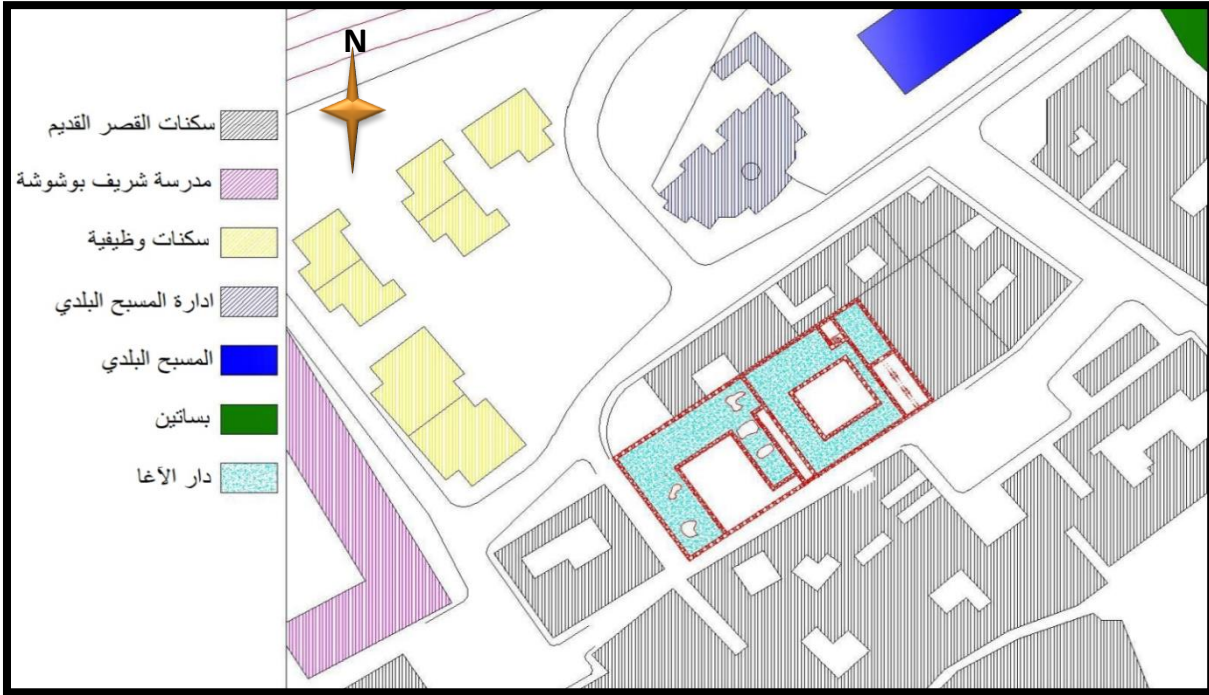 N
سكنات القصر القديم
مدرسة شريف بوشوشة
سكنات وظيفية
ادارة المسبح البلدي
المسبح البلدي
بساتين
دار الآغا